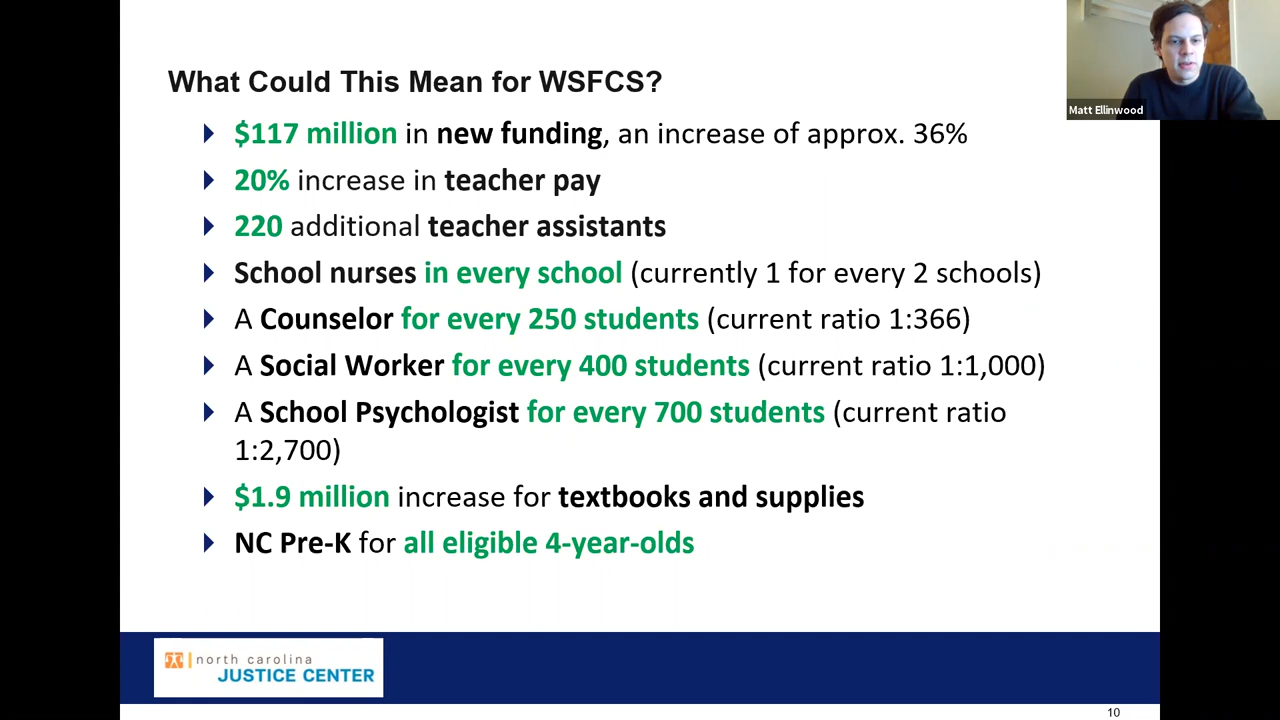 What Could This Mean for WSFCS?
$117 million in new funding, an increase of approx. 36%
20% increase in teacher pay
220 additional teacher assistants
School nurses in every school (currently 1 for every 2 schools)
A Counselor for every 250 students (current ratio 1:366)
A Social Worker for every 400 students (current ratio 1:1,000)
A School Psychologist for every 700 students (current ratio
1:2,700)
$1.9 million increase for textbooks and supplies
NC Pre-K for all eligible 4-year-olds
north carolina
JUSTICE CENTER
10
Matt Ellinwood